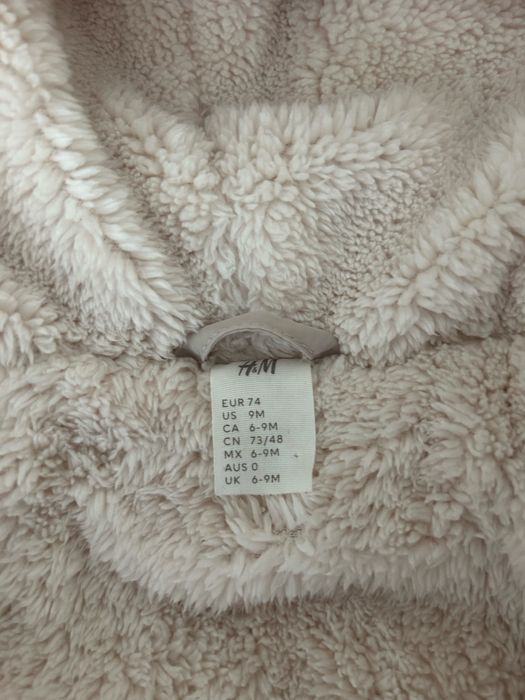 H&M
EUR 74
US 9M
CA 6-9M
CN 73/48
MX 6-9M
AUS 0
UK 6-9M